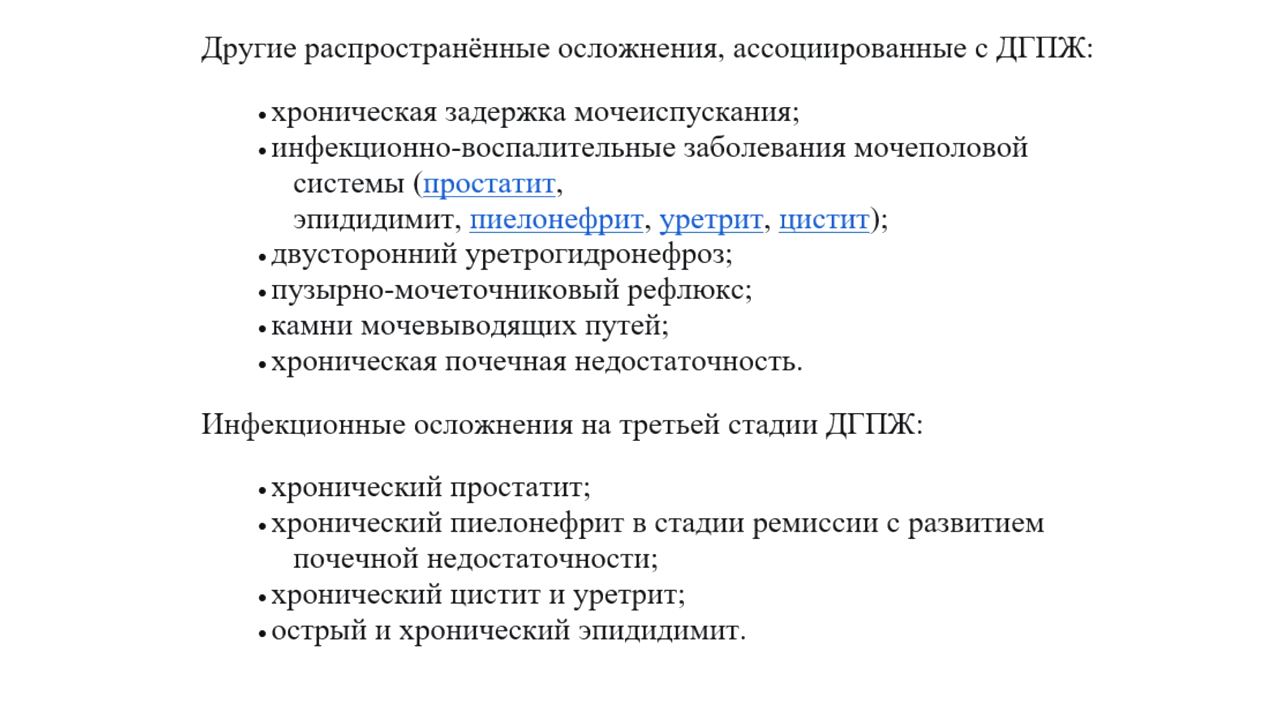 Другие распространённые осложнения, ассоциированные с ДГПЖ:
• хроническая задержка мочеиспускания;
• инфекционно-воспалительные заболевания мочеполовой
системы (простатит,
эпидидимит, пиелонефрит, уретрит, цистит);
• двусторонний уретрогидронефроз;
• пузырно-мочеточниковый рефлюкс;
• камни мочевыводящих путей;
• хроническая почечная недостаточность.
Инфекционные осложнения на третьей стадии ДГПЖ:
• хронический простатит;
• хронический пиелонефрит в стадии ремиссии с развитием
почечной недостаточности;
• хронический цистит и уретрит;
• острый и хронический эпидидимит.